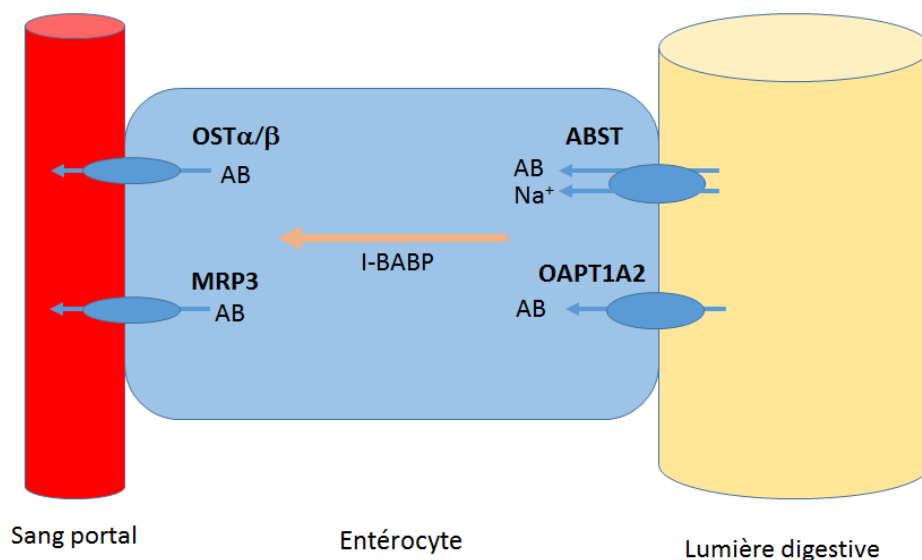 OSTα/β
AB
ABST
AB
Na⁺
I-BABP
MRP3
AB
OAPT1A2
AB
Sang portal
Entérocyte
Lumière digestive